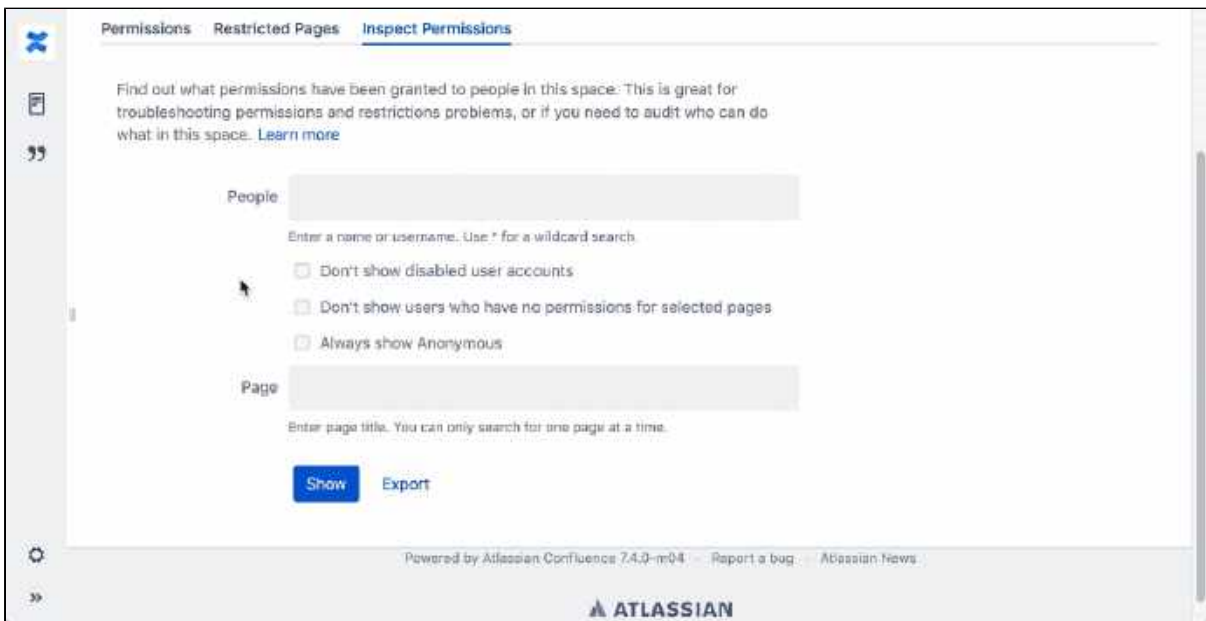 Permissions Restricted Pages Inspect Permissions
Find out what permissions have been granted to people in this space. This is great for
troubleshooting permissions and restrictions problems, or if you need to audit who can do
what in this space. Learn more
People
Enter a name or username. Use * for a wildcard search
Don't show disabled user accounts
Don't show users who have no permissions for selected pages
Always show Anonymous
Page
Enter page title. You can only search for one page at a time.
Show Export
Powered by Atlassian Confluence 7.4.0-m04 · Report a bug · Atlassian News
ATLASSIAN